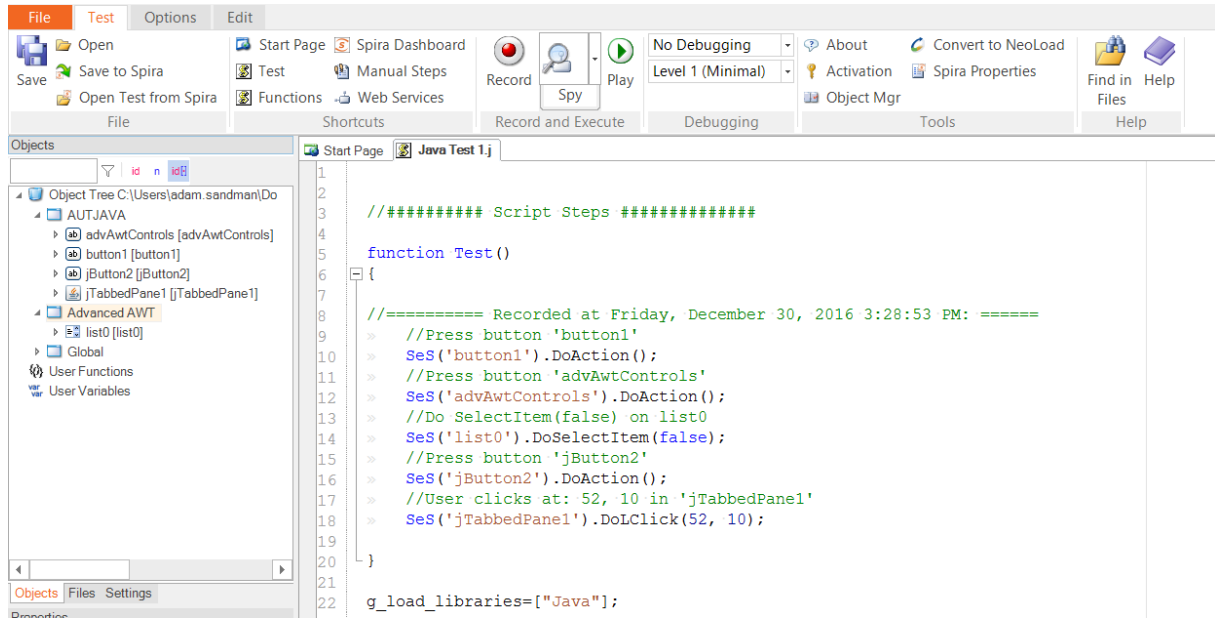 File Test Options Edit
Save
Open
Save to Spira
Open Test from Spira
File
Start Page
Spira Dashboard
Test
Manual Steps
Functions
Web Services
Shortcuts
Record
Spy
Play
Record and Execute
No Debugging
Level 1 (Minimal)
Debugging
About
Convert to NeoLoad
Activation
Spira Properties
Object Mgr
Tools
Find in Files
Help
Help
Objects
id n id
Object Tree C:\Users\adam.sandman\Do
AUTJAVA
ab advAwtControls [advAwtControls]
ab button1 [button1]
ab jButton2 [jButton2]
jTabbedPane1 [jTabbedPane1]
Advanced AWT
list0 [list0]
Global
User Functions
var var User Variables
Objects Files Settings
Properties
Start Page Java Test 1.j
1
2
3 //########## Script Steps ##############
4
5 function Test()
6 {
7
8 //========== Recorded at Friday, December 30, 2016 3:28:53 PM: ======
9 » //Press button 'button1'
10 » SeS('button1').DoAction();
11 » //Press button 'advAwtControls'
12 » SeS('advAwtControls').DoAction();
13 » //Do SelectItem(false) on list0
14 » SeS('list0').DoSelectItem(false);
15 » //Press button 'jButton2'
16 » SeS('jButton2').DoAction();
17 » //User clicks at: 52, 10 in 'jTabbedPane1'
18 » SeS('jTabbedPane1').DoLClick(52, 10);
19
20 }
21
22 g_load_libraries=["Java"];